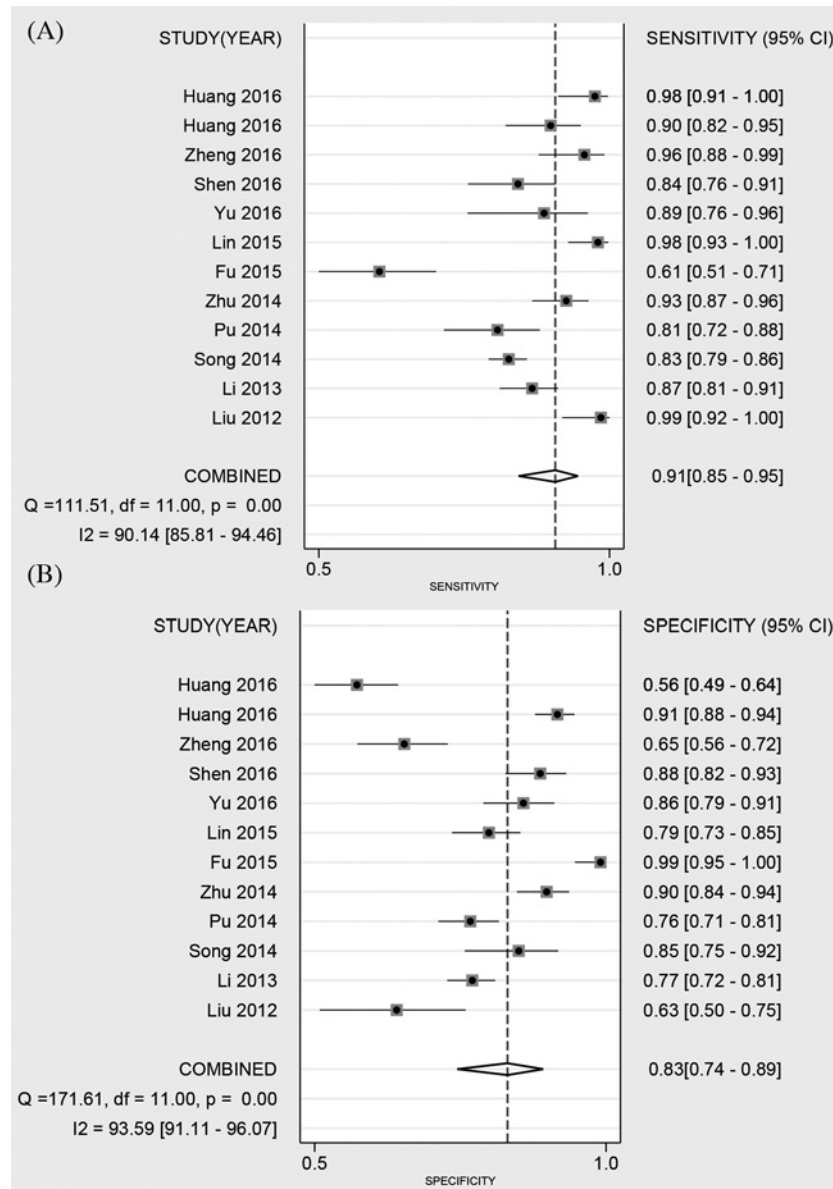 (A)
STUDY(YEAR) SENSITIVITY (95% CI)
Huang 2016 0.98 [0.91 - 1.00]
Huang 2016 0.90 [0.82 - 0.95]
Zheng 2016 0.96 [0.88 - 0.99]
Shen 2016 0.84 [0.76 - 0.91]
Yu 2016 0.89 [0.76 - 0.96]
Lin 2015 0.98 [0.93 - 1.00]
Fu 2015 0.61 [0.51 - 0.71]
Zhu 2014 0.93 [0.87 - 0.96]
Pu 2014 0.81 [0.72 - 0.88]
Song 2014 0.83 [0.79 - 0.86]
Li 2013 0.87 [0.81 - 0.91]
Liu 2012 0.99 [0.92 - 1.00]
COMBINED 0.91[0.85 - 0.95]
Q =111.51, df = 11.00, p = 0.00
I2 = 90.14 [85.81 - 94.46]
0.5 1.0
SENSITIVITY
(B)
STUDY(YEAR) SPECIFICITY (95% CI)
Huang 2016 0.56 [0.49 - 0.64]
Huang 2016 0.91 [0.88 - 0.94]
Zheng 2016 0.65 [0.56 - 0.72]
Shen 2016 0.88 [0.82 - 0.93]
Yu 2016 0.86 [0.79 - 0.91]
Lin 2015 0.79 [0.73 - 0.85]
Fu 2015 0.99 [0.95 - 1.00]
Zhu 2014 0.90 [0.84 - 0.94]
Pu 2014 0.76 [0.71 - 0.81]
Song 2014 0.85 [0.75 - 0.92]
Li 2013 0.77 [0.72 - 0.81]
Liu 2012 0.63 [0.50 - 0.75]
COMBINED 0.83[0.74 - 0.89]
Q =171.61, df = 11.00, p = 0.00
I2 = 93.59 [91.11 - 96.07]
0.5 1.0
SPECIFICITY